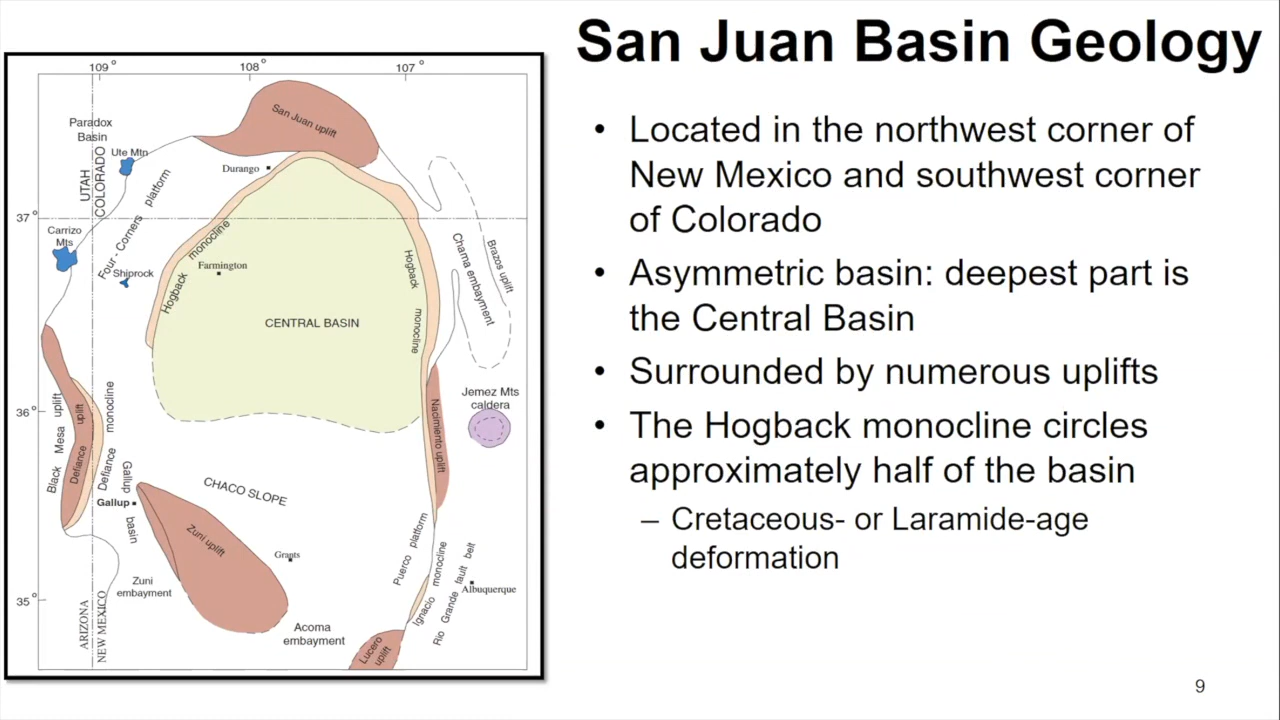 San Juan Basin Geology
• Located in the northwest corner of
New Mexico and southwest corner
of Colorado
• Asymmetric basin: deepest part is
the Central Basin
• Surrounded by numerous uplifts
• The Hogback monocline circles
approximately half of the basin
– Cretaceous- or Laramide-age
deformation
109°
108°
107°
37°
36°
35°
Paradox
Basin
Ute Mtn
UTAH
COLORADO
San Juan uplift
Durango
Four - Corners platform
Carrizo
Mts
Shiprock
Hogback monocline
Farmington
CENTRAL BASIN
Hogback monocline
Chama embayment
Brazos uplift
Jemez Mts
caldera
Nacimiento uplift
Black Mesa uplift
Defiance uplift
Defiance monocline
Gallup basin
Gallup
CHACO SLOPE
Zuni uplift
Grants
Zuni
embayment
ARIZONA
NEW MEXICO
Acoma
embayment
Puerco platform
Ignacio monocline
Rio Grande fault belt
Albuquerque
Lucero
uplift
9